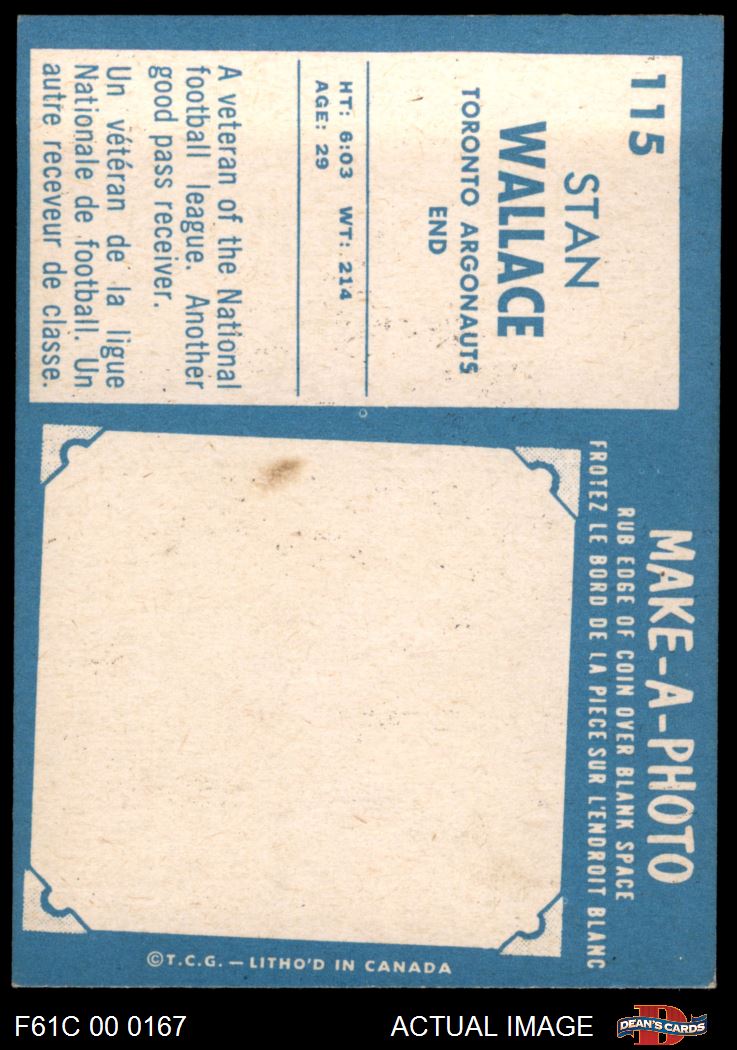 115
STAN
WALLACE
TORONTO ARGONAUTS
END
HT: 6:03 WT: 214
AGE: 29
A veteran of the National
football league. Another
good pass receiver.
Un vétéran de la ligue
Nationale de football. Un
autre receveur de classe.
MAKE-A-PHOTO
RUB EDGE OF COIN OVER BLANK SPACE
FROTEZ LE BORD DE LA PIECE SUR L'ENDROIT BLANC
©T.C.G. — LITHO'D IN CANADA
F61C 00 0167
ACTUAL IMAGE
D
DEAN'S CARDS